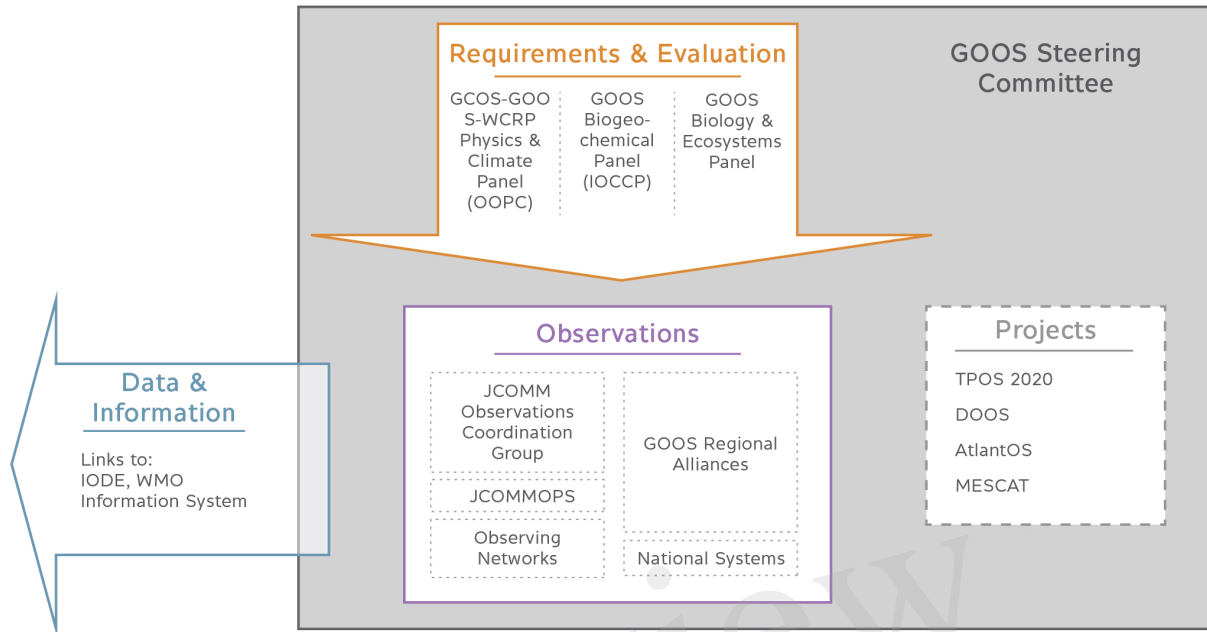 Requirements & Evaluation
GCOS-GOO
S-WCRP
Physics &
Climate
Panel
(OOPC)
GOOS
Biogeo-
chemical
Panel
(IOCCP)
GOOS
Biology &
Ecosystems
Panel
GOOS Steering
Committee
Data &
Information
Links to:
IODE, WMO
Information System
Observations
JCOMM
Observations
Coordination
Group
JCOMMOPS
Observing
Networks
GOOS Regional
Alliances
National Systems
Projects
TPOS 2020
DOOS
AtlantOS
MESCAT